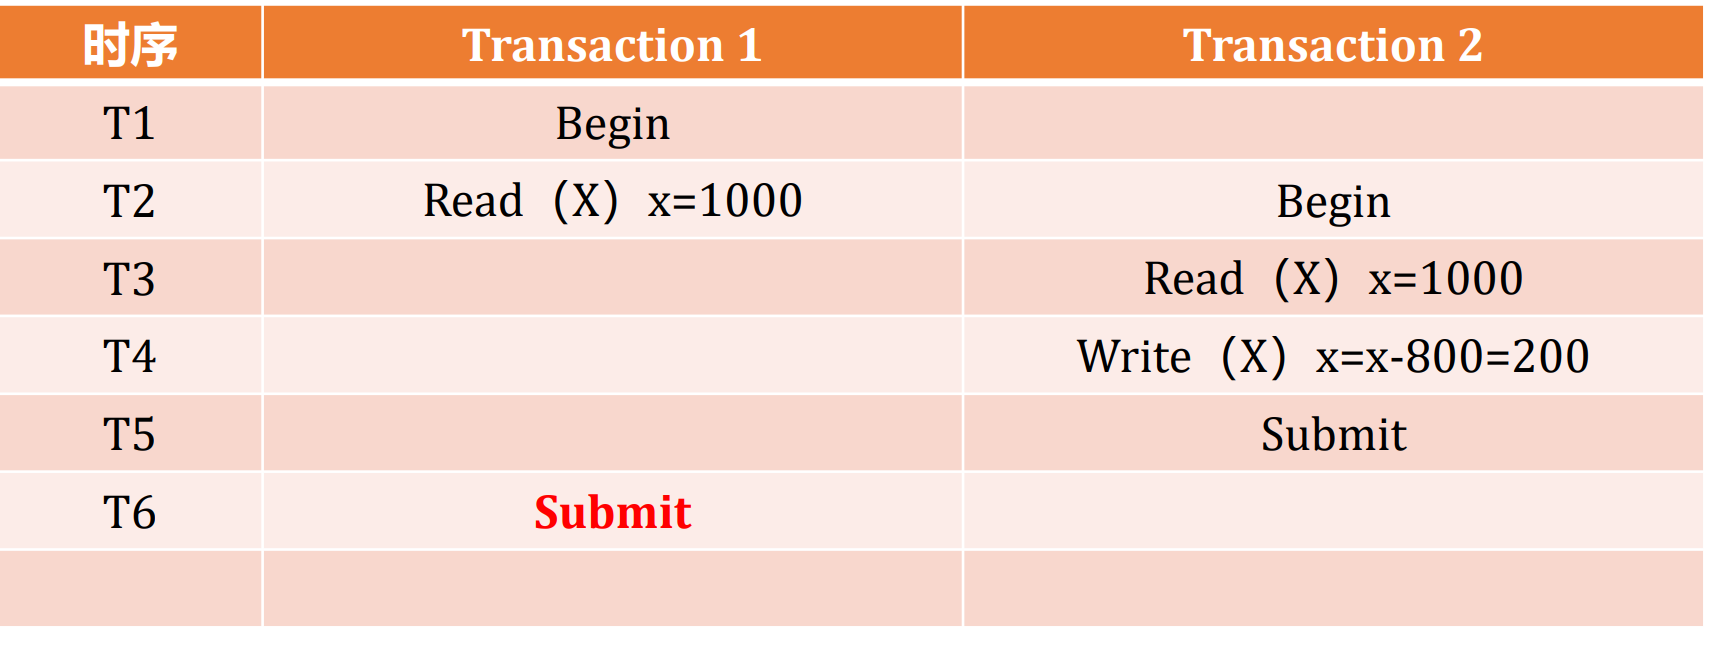 时序 Transaction 1 Transaction 2
T1 Begin
T2 Read（X）x=1000 Begin
T3 Read（X）x=1000
T4 Write（X）x=x-800=200
T5 Submit
T6 Submit